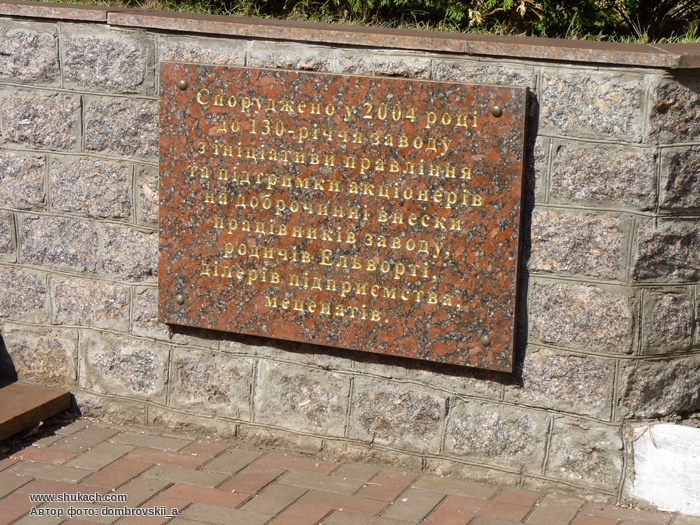 Споруджено у 2004 році
до 130-річчя заводу
з ініціативи правління
та підтримки акціонерів
на доброчинні внески
працівників заводу,
родичів Ельворті,
ділерів підприємства,
меценатів.
www.shukach.com
Автор фото: dombrovskii_a